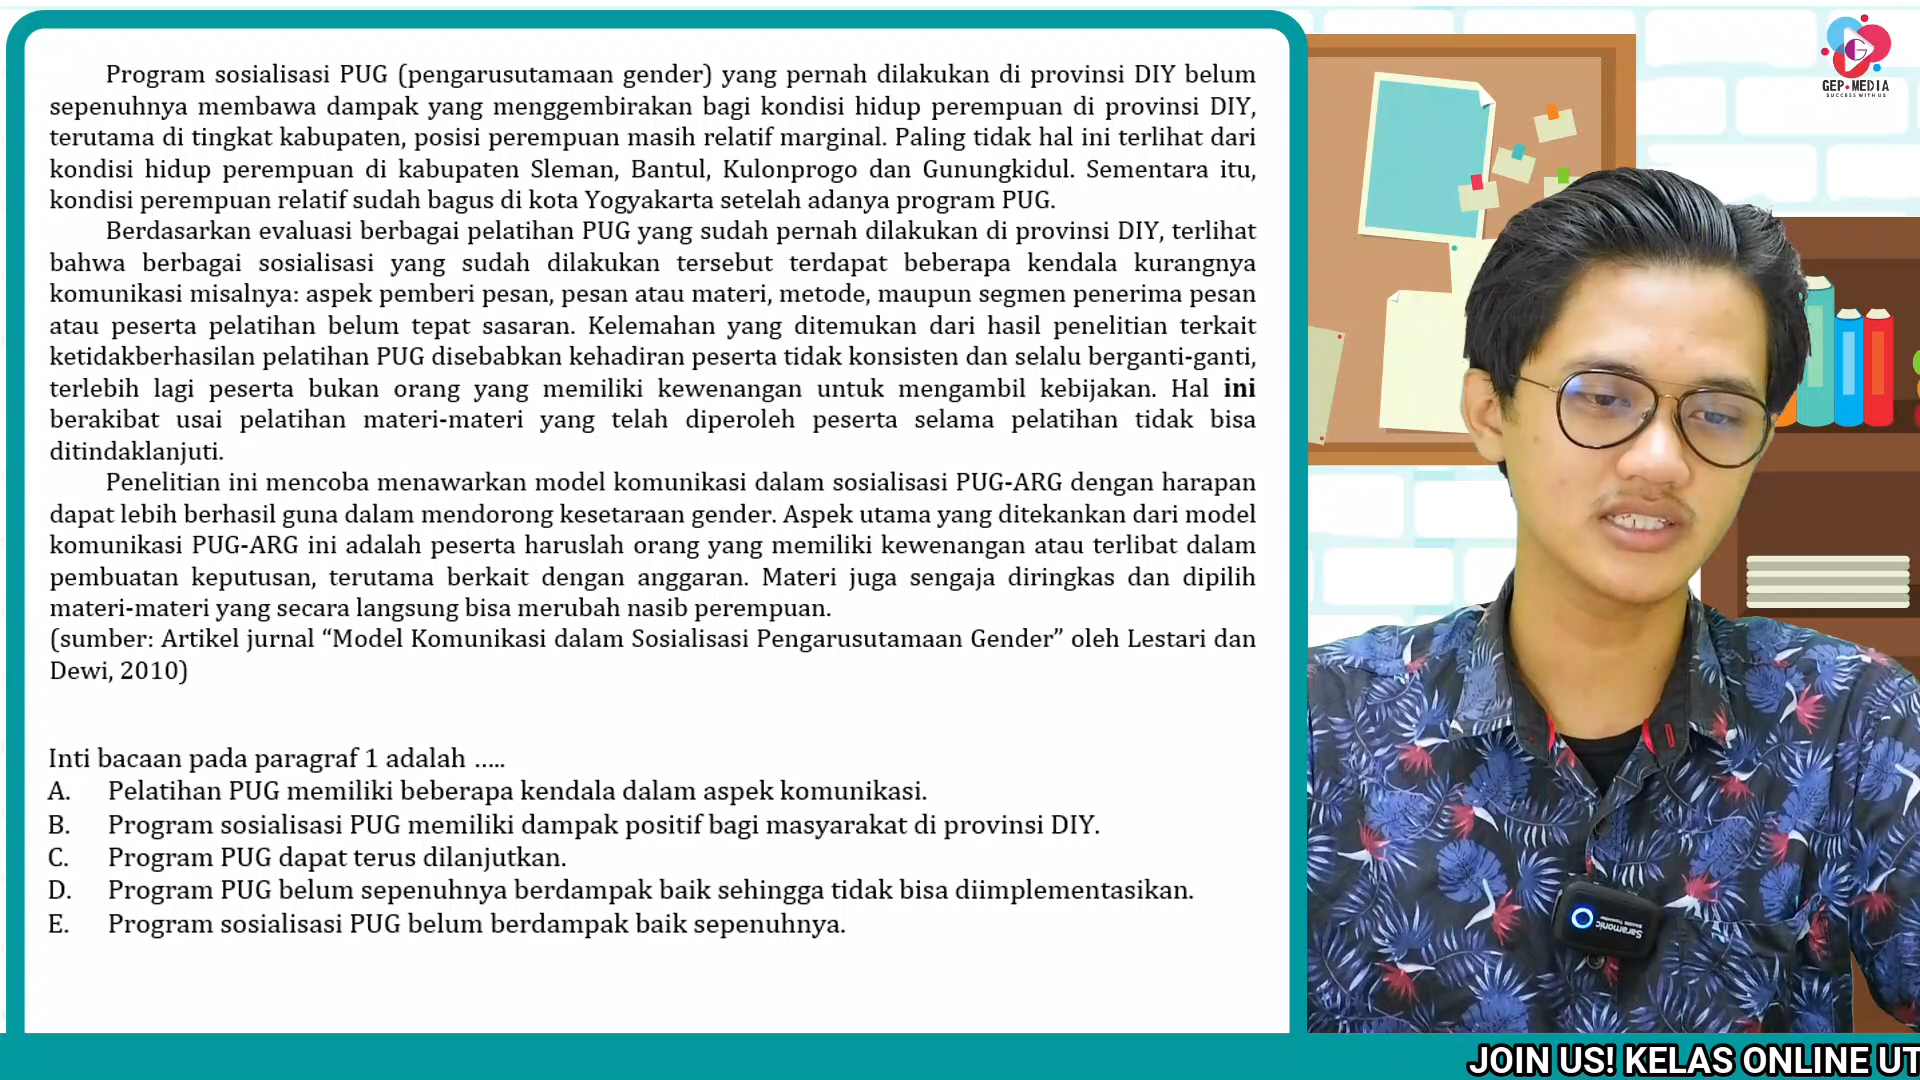 Program sosialisasi PUG (pengarusutamaan gender) yang pernah dilakukan di provinsi DIY belum
sepenuhnya membawa dampak yang menggembirakan bagi kondisi hidup perempuan di provinsi DIY,
terutama di tingkat kabupaten, posisi perempuan masih relatif marginal. Paling tidak hal ini terlihat dari
kondisi hidup perempuan di kabupaten Sleman, Bantul, Kulonprogo dan Gunungkidul. Sementara itu,
kondisi perempuan relatif sudah bagus di kota Yogyakarta setelah adanya program PUG.
Berdasarkan evaluasi berbagai pelatihan PUG yang sudah pernah dilakukan di provinsi DIY, terlihat
bahwa berbagai sosialisasi yang sudah dilakukan tersebut terdapat beberapa kendala kurangnya
komunikasi misalnya: aspek pemberi pesan, pesan atau materi, metode, maupun segmen penerima pesan
atau peserta pelatihan belum tepat sasaran. Kelemahan yang ditemukan dari hasil penelitian terkait
ketidakberhasilan pelatihan PUG disebabkan kehadiran peserta tidak konsisten dan selalu berganti-ganti,
terlebih lagi peserta bukan orang yang memiliki kewenangan untuk mengambil kebijakan. Hal ini
berakibat usai pelatihan materi-materi yang telah diperoleh peserta selama pelatihan tidak bisa
ditindaklanjuti.
Penelitian ini mencoba menawarkan model komunikasi dalam sosialisasi PUG-ARG dengan harapan
dapat lebih berhasil guna dalam mendorong kesetaraan gender. Aspek utama yang ditekankan dari model
komunikasi PUG-ARG ini adalah peserta haruslah orang yang memiliki kewenangan atau terlibat dalam
pembuatan keputusan, terutama berkait dengan anggaran. Materi juga sengaja diringkas dan dipilih
materi-materi yang secara langsung bisa merubah nasib perempuan.
(sumber: Artikel jurnal “Model Komunikasi dalam Sosialisasi Pengarusutamaan Gender” oleh Lestari dan
Dewi, 2010)
Inti bacaan pada paragraf 1 adalah .....
A. Pelatihan PUG memiliki beberapa kendala dalam aspek komunikasi.
B. Program sosialisasi PUG memiliki dampak positif bagi masyarakat di provinsi DIY.
C. Program PUG dapat terus dilanjutkan.
D. Program PUG belum sepenuhnya berdampak baik sehingga tidak bisa diimplementasikan.
E. Program sosialisasi PUG belum berdampak baik sepenuhnya.
G
GEP MEDIA
SUCCESS WITH US
Saramonic
JOIN US! KELAS ONLINE UT